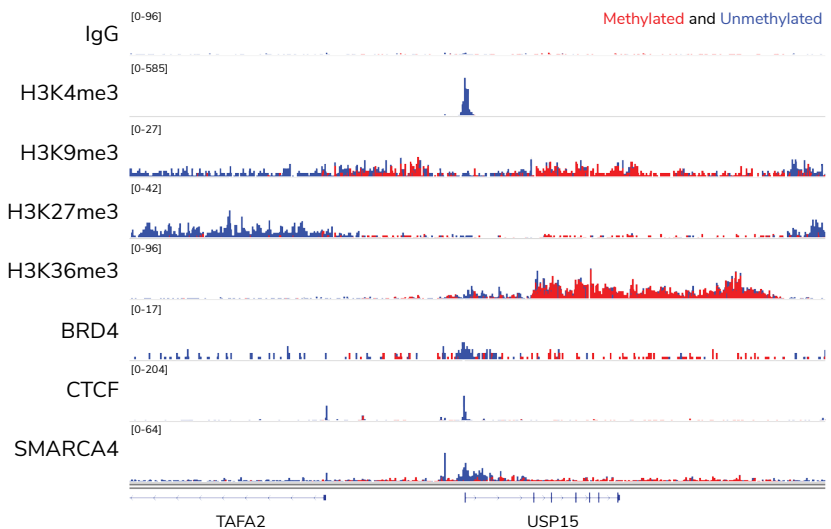 [0-96]
Methylated and Unmethylated
IgG
[0-585]
H3K4me3
[0-27]
H3K9me3
[0-42]
H3K27me3
[0-96]
H3K36me3
[0-17]
BRD4
[0-204]
CTCF
[0-64]
SMARCA4
TAFA2 USP15